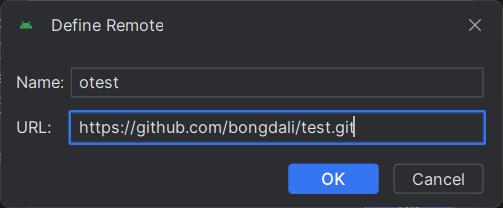 Define Remote
Name: otest
URL: https://github.com/bongdali/test.git
OK Cancel